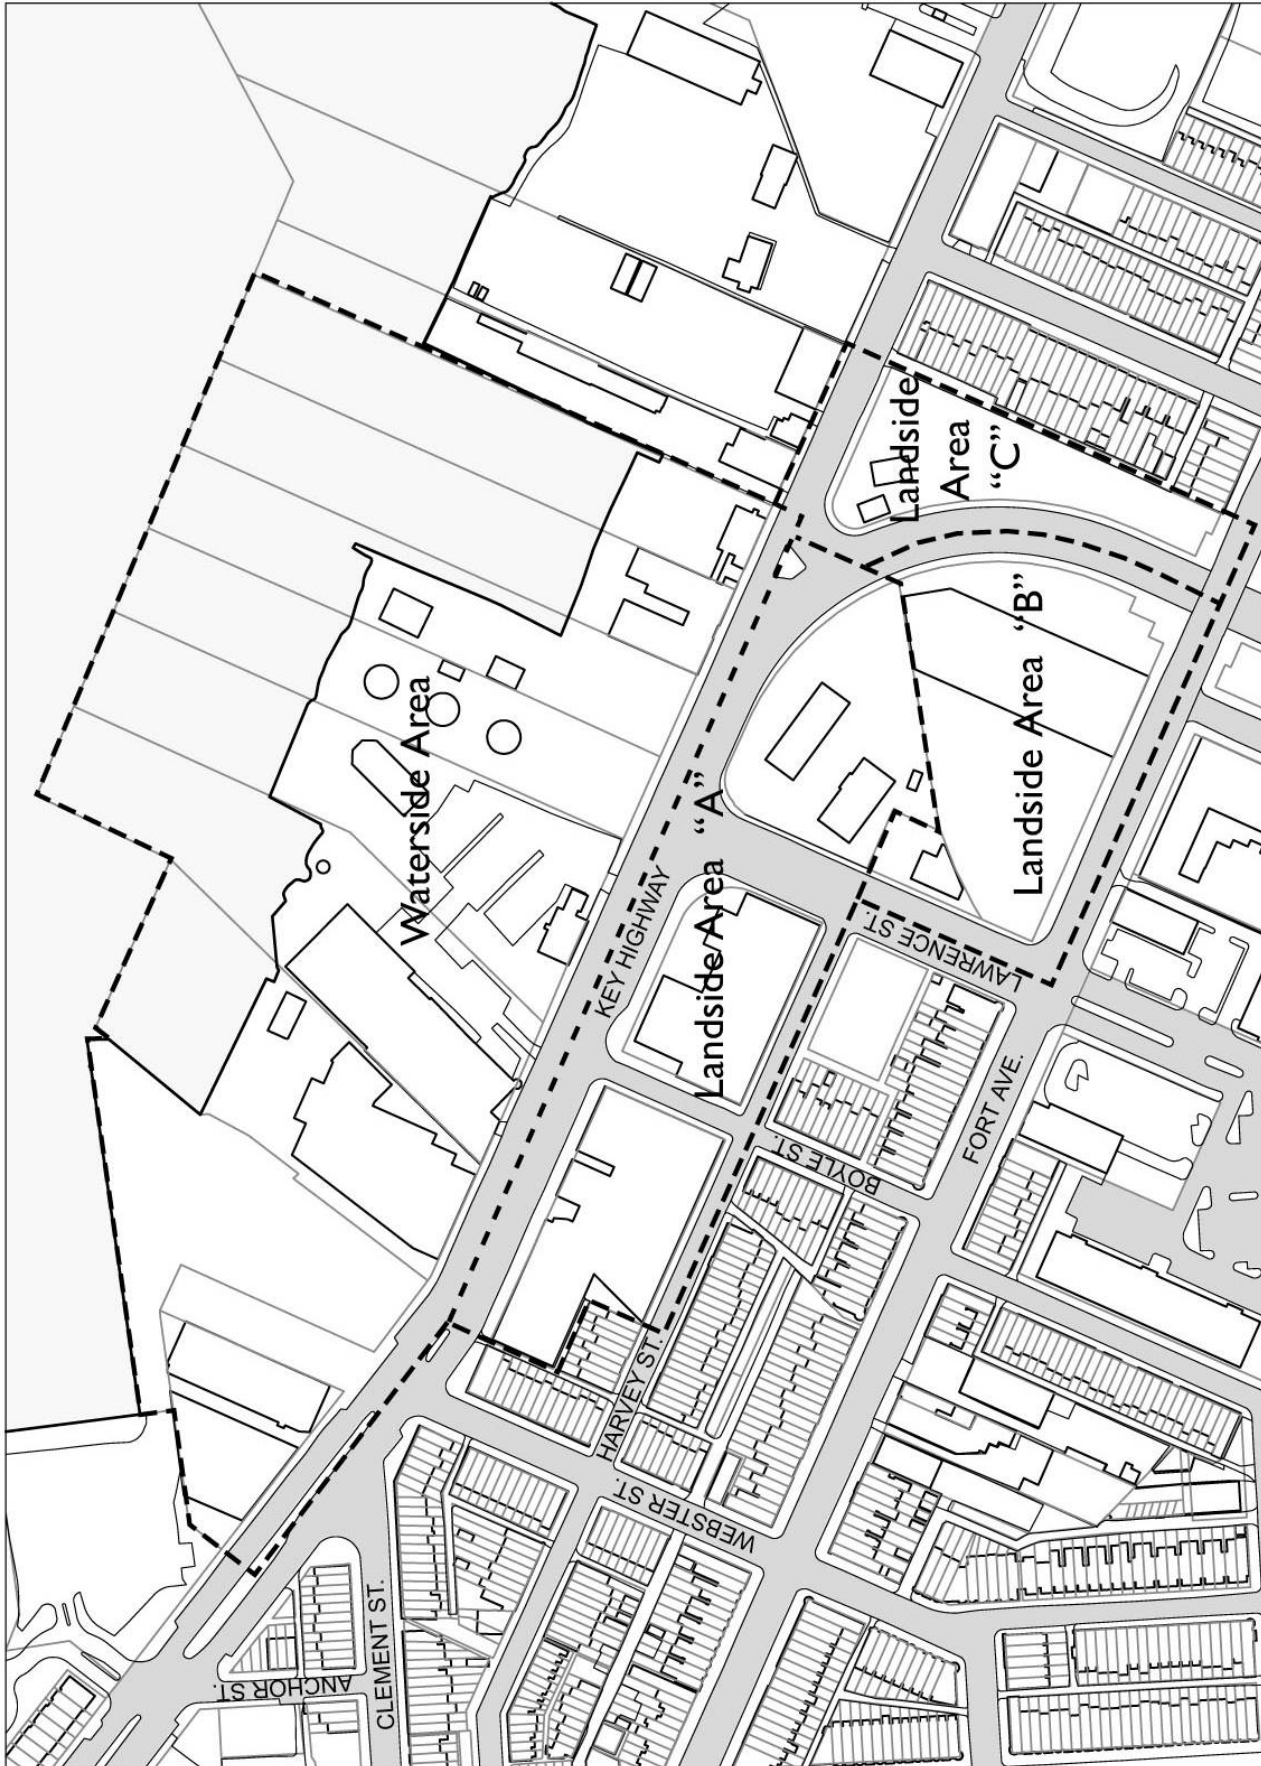 Waterside Area
Landside Area “A”
Landside Area “B”
Landside
Area
“C”
KEY HIGHWAY
LAWRENCE ST.
BOYLE ST.
FORT AVE.
HARVEY ST.
WEBSTER ST.
CLEMENT ST.
ANCHOR ST.